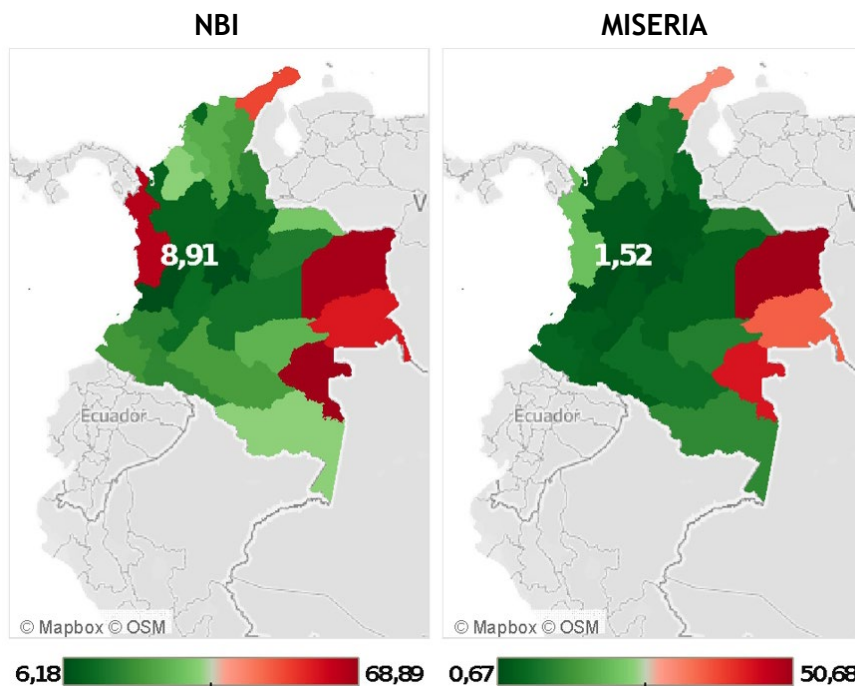 NBI
MISERIA
8,91
1,52
V
V
Ecuador
Ecuador
© Mapbox © OSM
© Mapbox © OSM
6,18
68,89
0,67
50,68